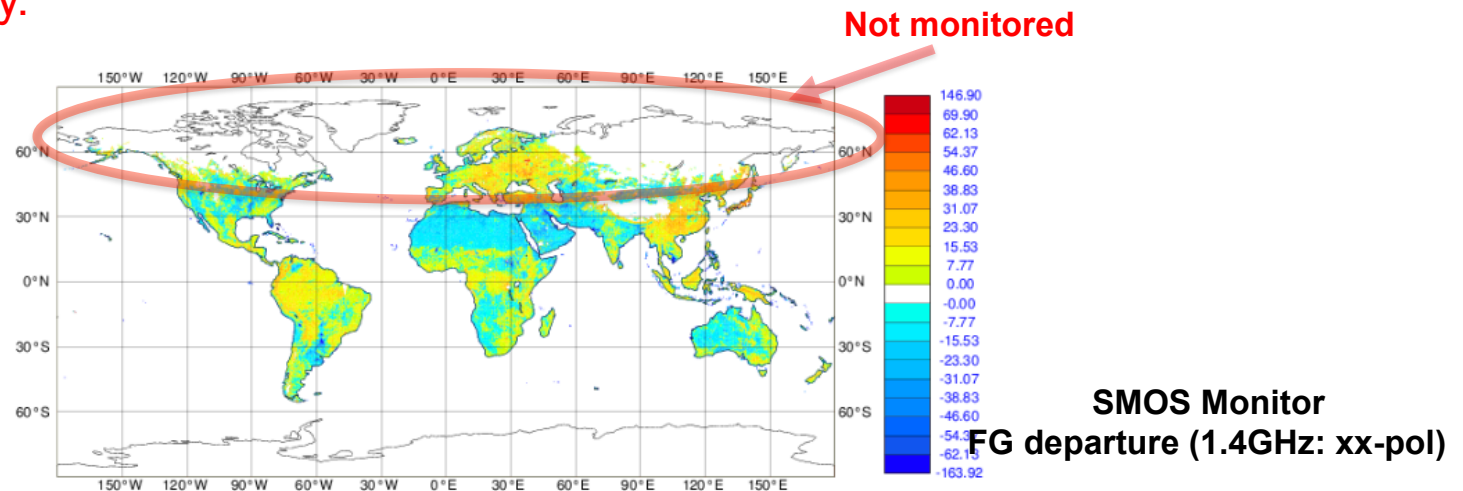 y.
Not monitored
150°W 120°W 90°W 60°W 30°W 0°E 30°E 60°E 90°E 120°E 150°E
146.90
69.90
62.13
60°N 60°N
54.37
46.60
38.83
31.07
30°N 30°N
23.30
15.53
7.77
0°N 0°N
0.00
-0.00
-7.77
-15.53
30°S 30°S
-23.30
-31.07
-38.83
SMOS Monitor
60°S 60°S
-46.60
FG departure (1.4GHz: xx-pol)
-62.13
-163.92
150°W 120°W 90°W 60°W 30°W 0°E 30°E 60°E 90°E 120°E 150°E